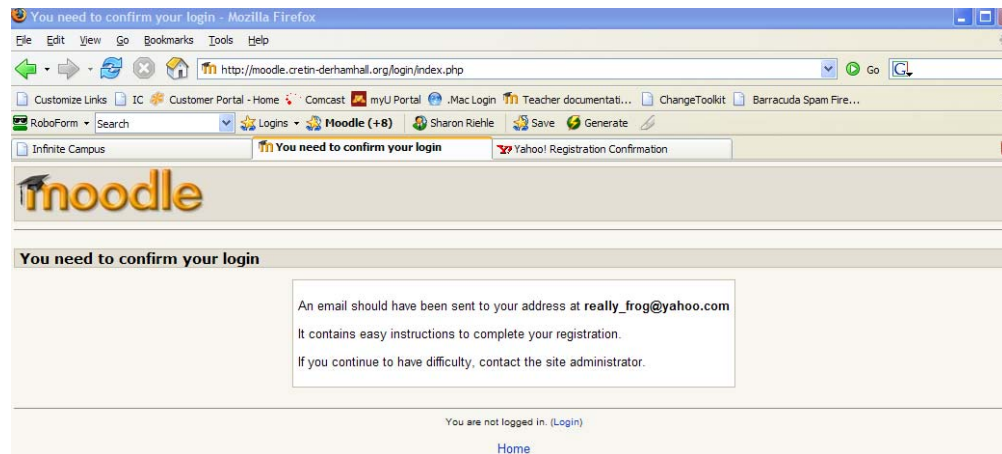 You need to confirm your login - Mozilla Firefox
File Edit View Go Bookmarks Tools Help
http://moodle.cretin-derhamhall.org/login/index.php Go G
Customize Links IC Customer Portal - Home Comcast myU Portal .Mac Login Teacher documentati... ChangeToolkit Barracuda Spam Fire...
RoboForm Search Logins Moodle (+8) Sharon Riehle Save Generate
Infinite Campus You need to confirm your login Yahoo! Registration Confirmation
moodle
You need to confirm your login
An email should have been sent to your address at really_frog@yahoo.com
It contains easy instructions to complete your registration.
If you continue to have difficulty, contact the site administrator.
You are not logged in. (Login)
Home